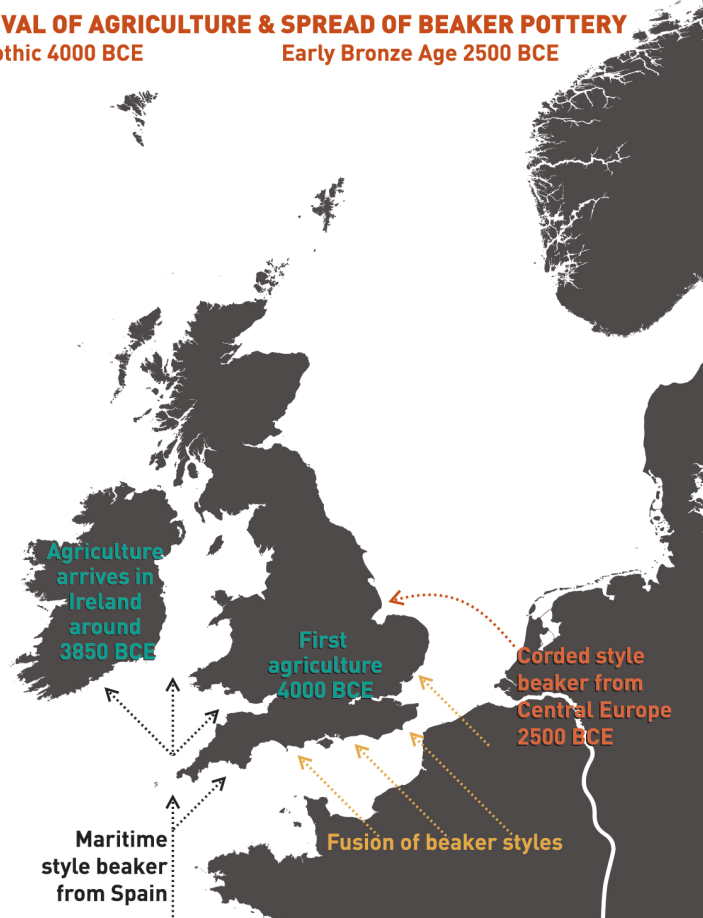 VAL OF AGRICULTURE & SPREAD OF BEAKER POTTERY
othic 4000 BCE
Early Bronze Age 2500 BCE
Agriculture
arrives in
Ireland
around
3850 BCE
First
agriculture
4000 BCE
Corded style
beaker from
Central Europe
2500 BCE
Maritime
style beaker
from Spain
Fusion of beaker styles